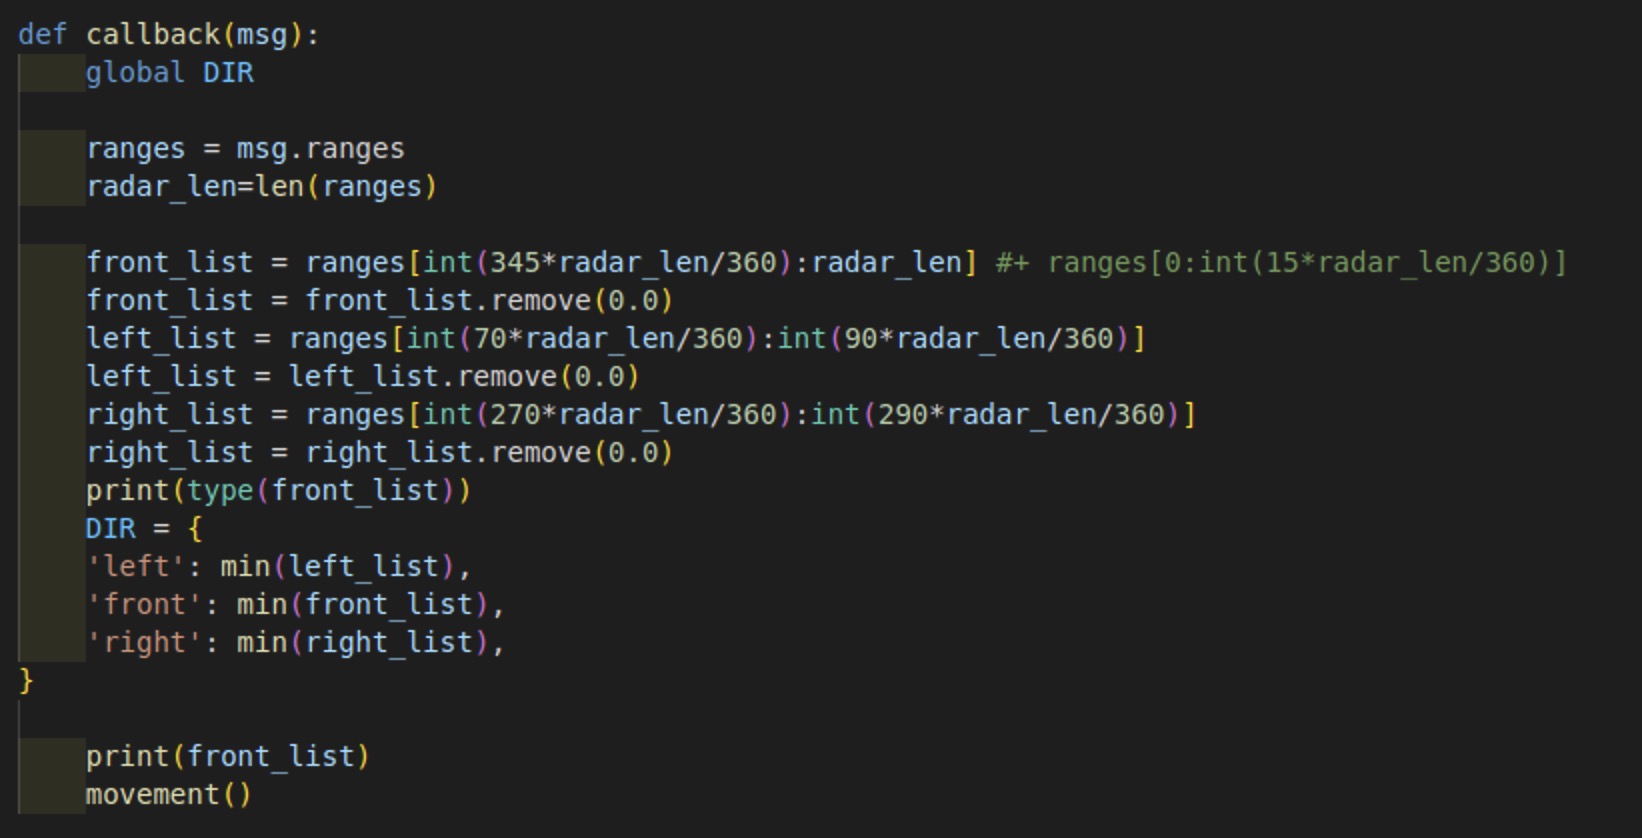 def callback(msg):
    global DIR

    ranges = msg.ranges
    radar_len=len(ranges)

    front_list = ranges[int(345*radar_len/360):radar_len] #+ ranges[0:int(15*radar_len/360)]
    front_list = front_list.remove(0.0)
    left_list = ranges[int(70*radar_len/360):int(90*radar_len/360)]
    left_list = left_list.remove(0.0)
    right_list = ranges[int(270*radar_len/360):int(290*radar_len/360)]
    right_list = right_list.remove(0.0)
    print(type(front_list))
    DIR = {
    'left': min(left_list),
    'front': min(front_list),
    'right': min(right_list),
}

    print(front_list)
    movement()